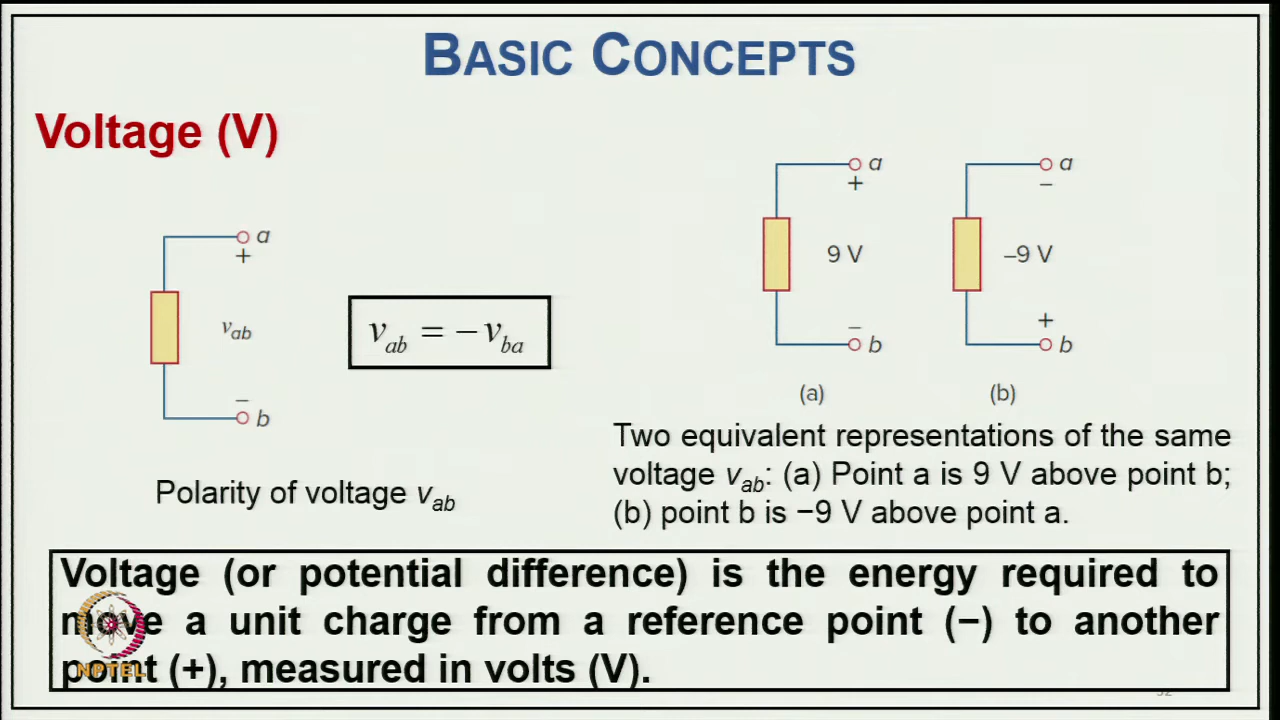 BASIC CONCEPTS
Voltage (V)
a
+
v_ab
−
b
Polarity of voltage v_ab
v_ab = −v_ba
a
+
9 V
−
b
(a)
a
−
−9 V
+
b
(b)
Two equivalent representations of the same
voltage v_ab: (a) Point a is 9 V above point b;
(b) point b is −9 V above point a.
Voltage (or potential difference) is the energy required to
move a unit charge from a reference point (−) to another
point (+), measured in volts (V).
NPTEL